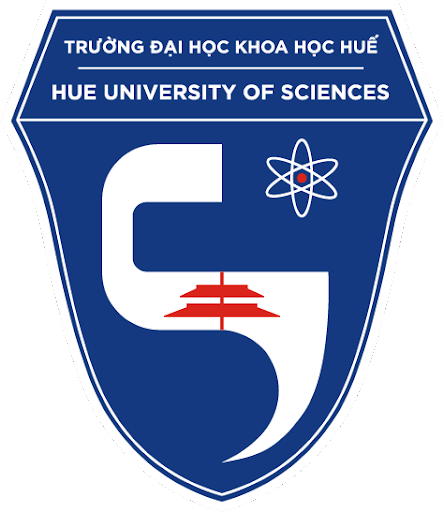 TRƯỜNG ĐẠI HỌC KHOA HỌC HUẾ
HUE UNIVERSITY OF SCIENCES